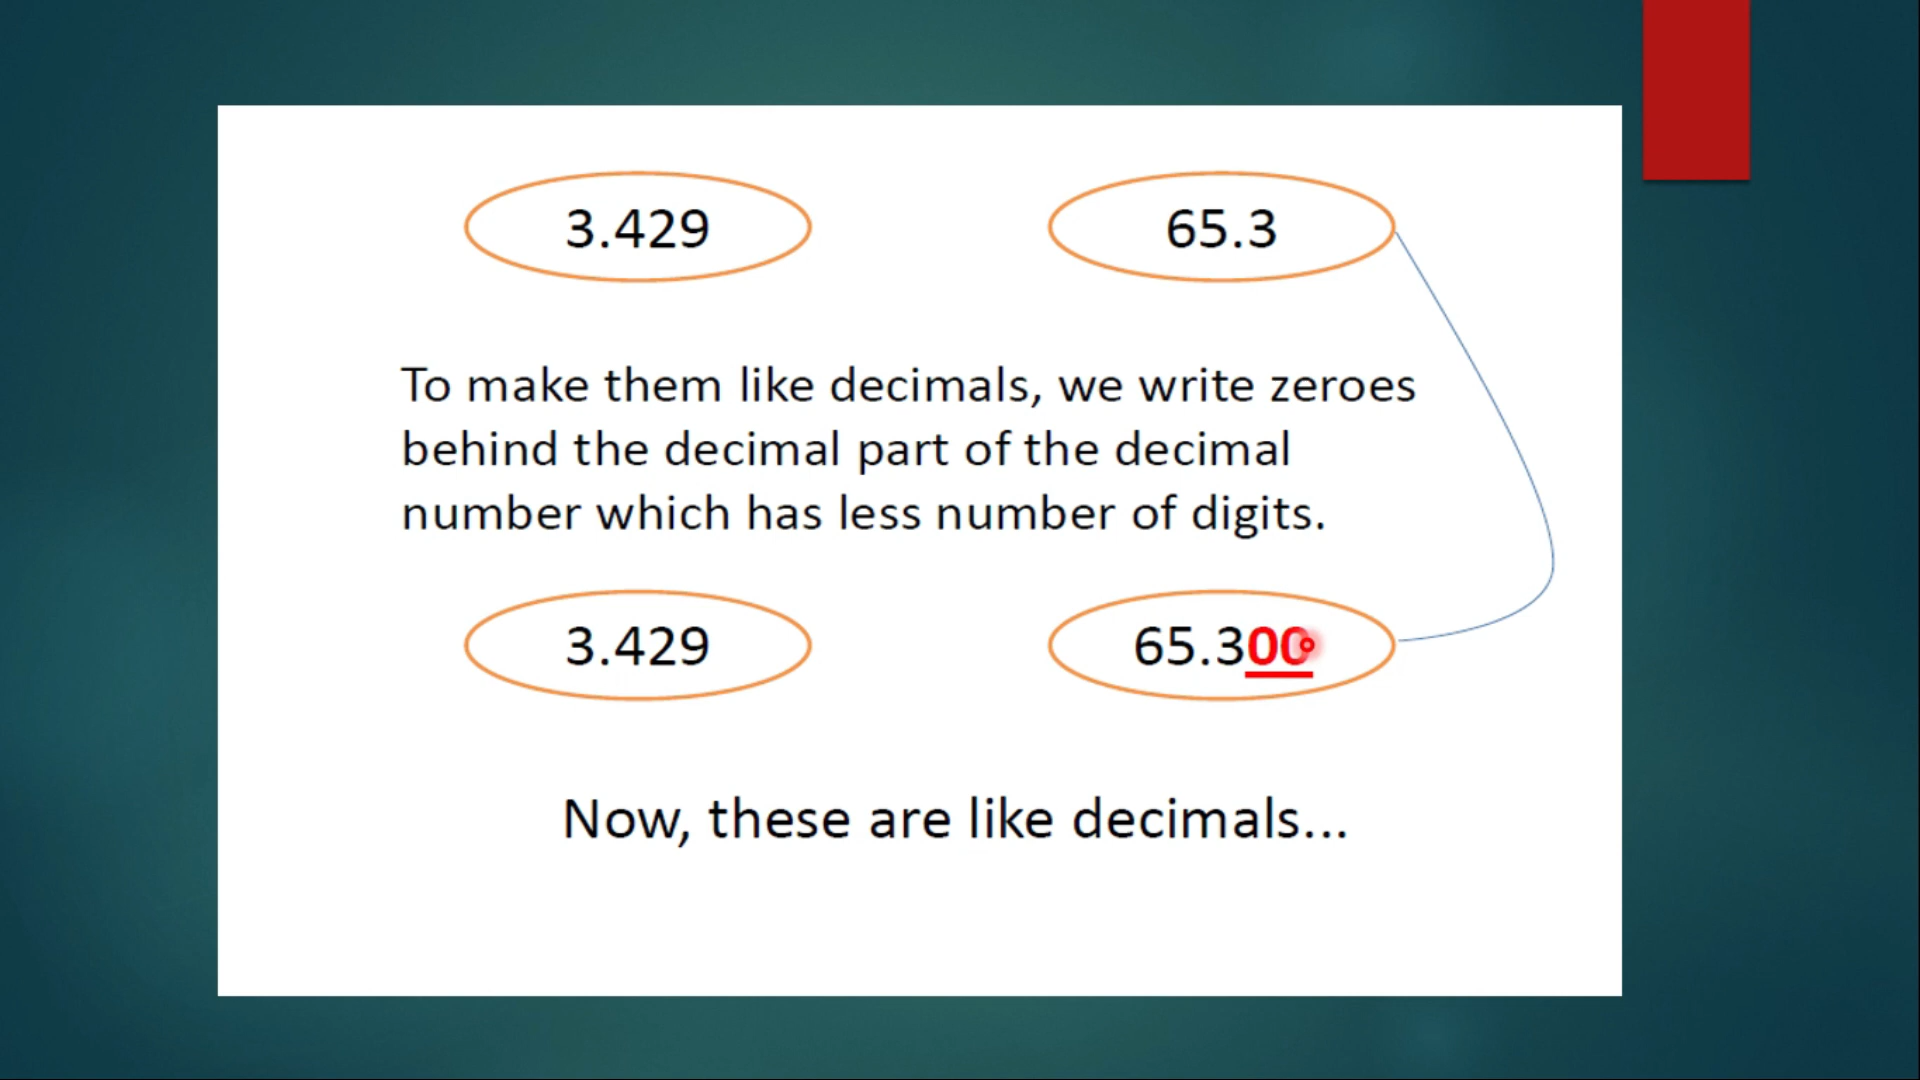 3.429 65.3
To make them like decimals, we write zeroes
behind the decimal part of the decimal
number which has less number of digits.
3.429 65.300
Now, these are like decimals...